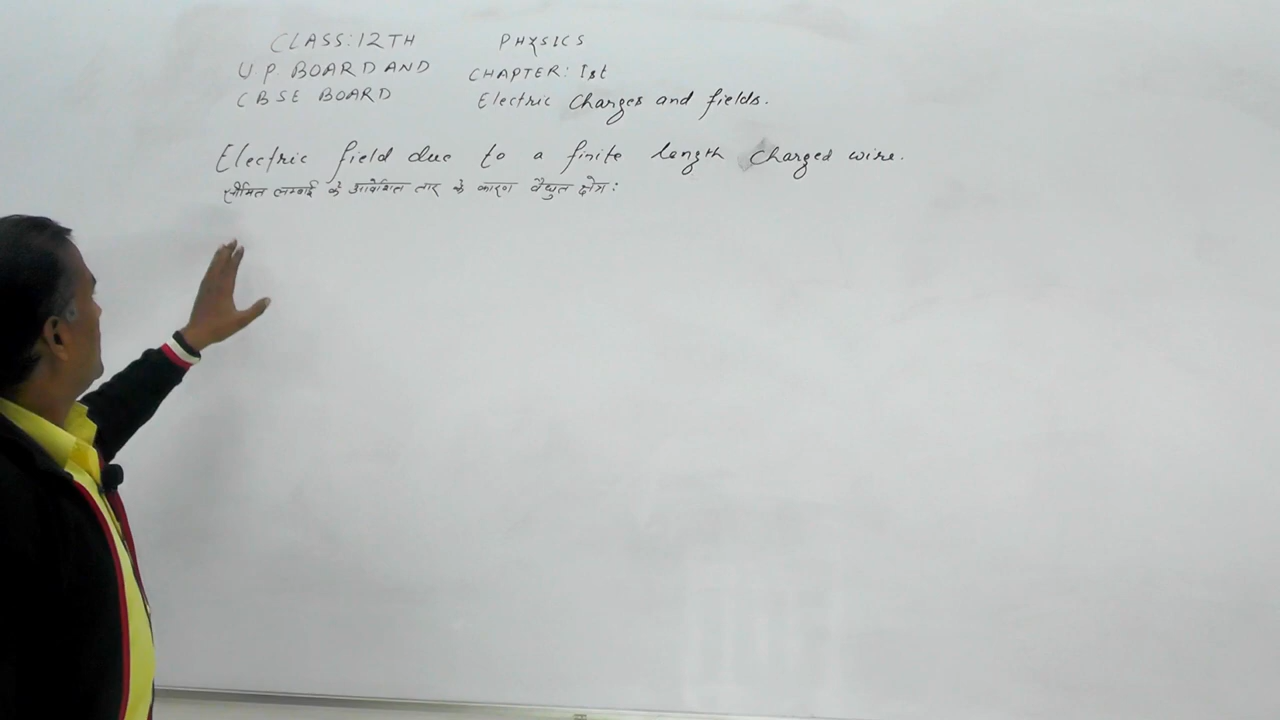 CLASS: 12TH PHYSICS
U P BOARD AND CHAPTER: Ist
CBSE BOARD Electric Charges and fields.
Electric field due to a finite length charged wire.
सीमित लम्बाई के आवेशित तार के कारण वैद्युत क्षेत्र: